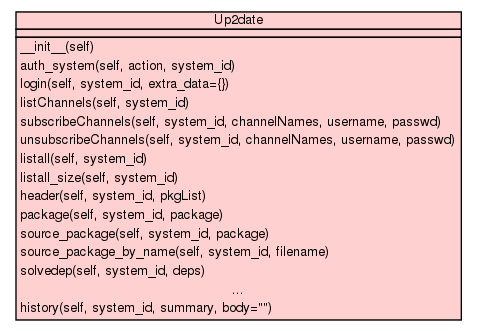 Up2date
__init__(self)
auth_system(self, action, system_id)
login(self, system_id, extra_data={})
listChannels(self, system_id)
subscribeChannels(self, system_id, channelNames, username, passwd)
unsubscribeChannels(self, system_id, channelNames, username, passwd)
listall(self, system_id)
listall_size(self, system_id)
header(self, system_id, pkgList)
package(self, system_id, package)
source_package(self, system_id, package)
source_package_by_name(self, system_id, filename)
solvedep(self, system_id, deps)
...
history(self, system_id, summary, body="")